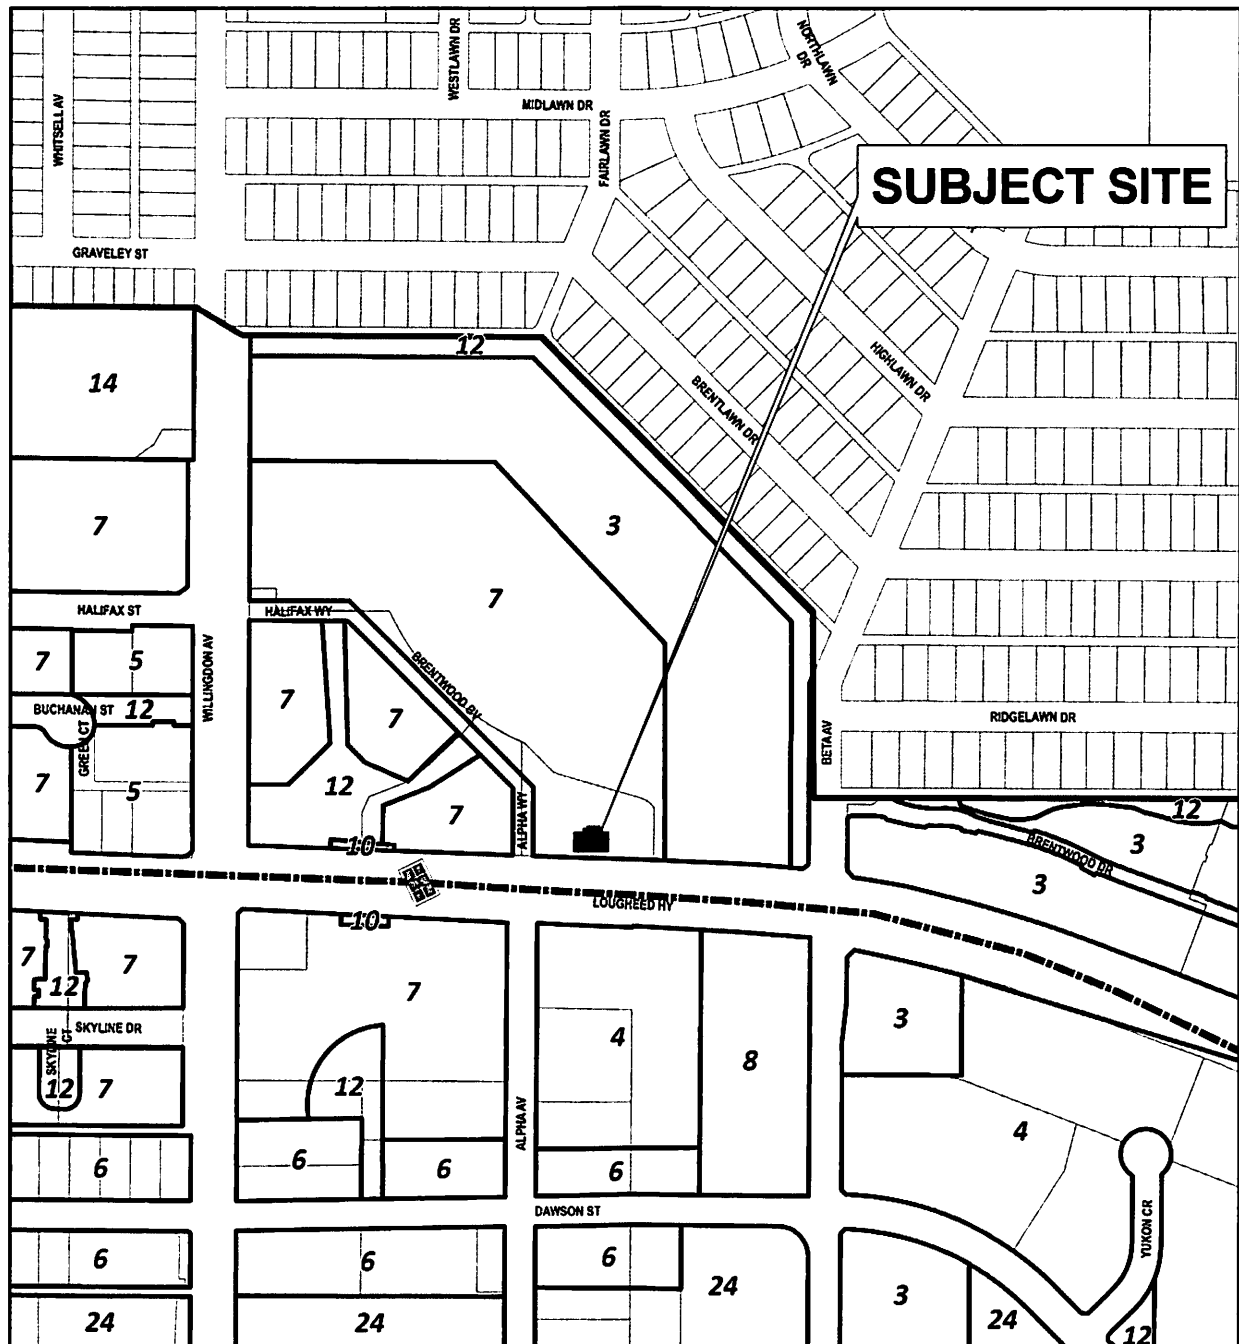 WESTLAWN DR
NORTHLAWN
DR
MIDLAWN DR
WHITSELL AV
FAIRLAWN DR
SUBJECT SITE
GRAVELEY ST
12
14
HIGHLAWN DR
BRENTLAWN DR
7
3
7
HALIFAX ST
HALIFAX WY
7
5
WILLINGDON AV
BRENTWOOD BV
BUCHANAN ST
12
7
7
RIDGELAWN DR
GREEN CT
BETA AV
7
5
12
7
ALPHA WY
12
10
3
BRENTWOOD DR
3
LOUGHEED HY
10
7
7
12
7
SKYLINE DR
SKYLINE
CT
12
7
12
4
8
3
4
ALPHA AV
6
6
6
6
DAWSON ST
YUKON CR
6
6
6
24
3
24
24
24
12